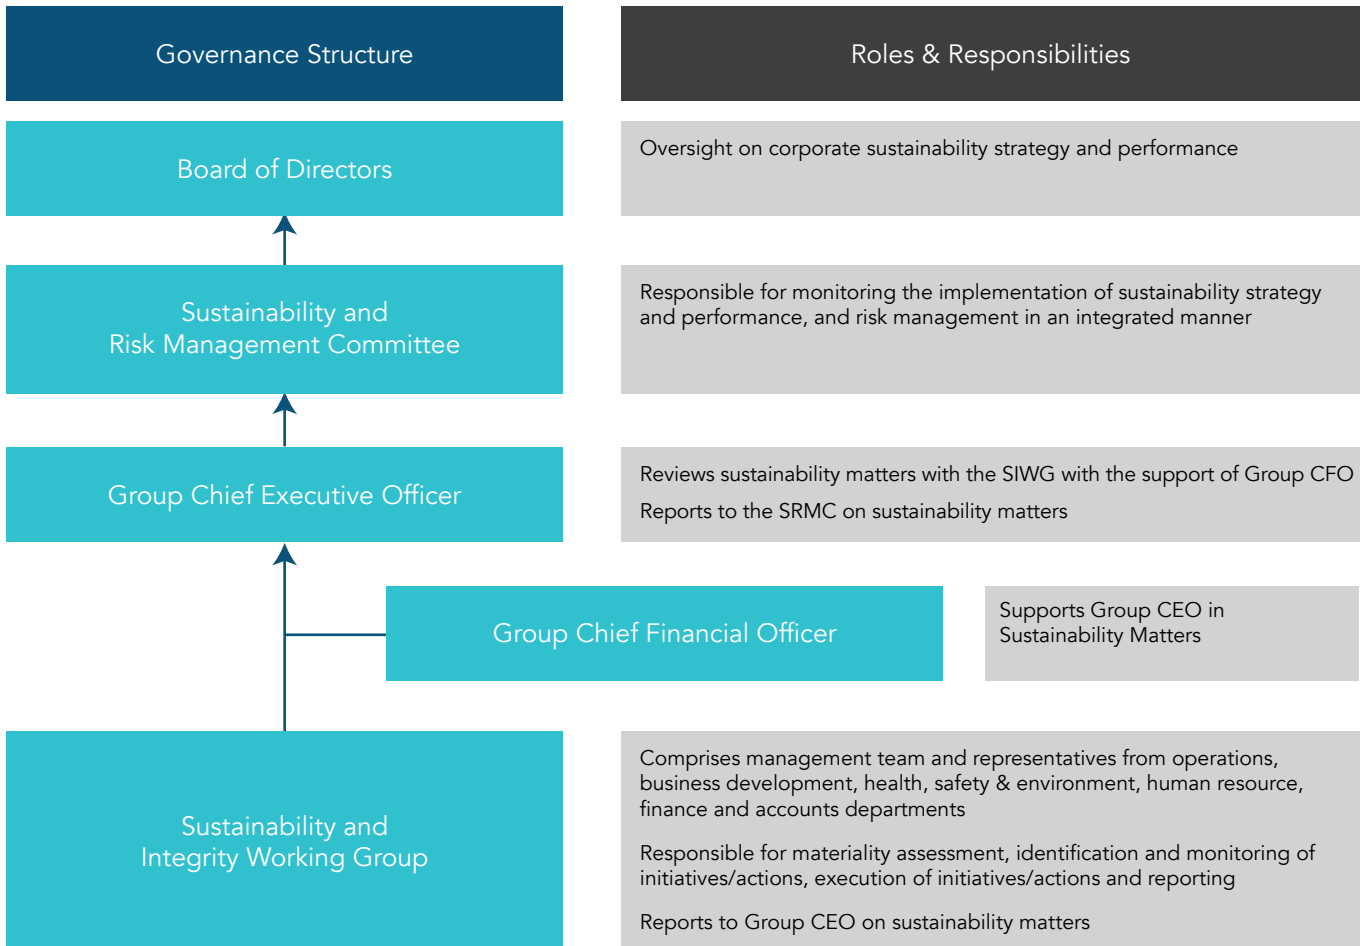 Governance Structure
Roles & Responsibilities
Board of Directors
Oversight on corporate sustainability strategy and performance
Sustainability and
Risk Management Committee
Responsible for monitoring the implementation of sustainability strategy
and performance, and risk management in an integrated manner
Group Chief Executive Officer
Reviews sustainability matters with the SIWG with the support of Group CFO
Reports to the SRMC on sustainability matters
Group Chief Financial Officer
Supports Group CEO in
Sustainability Matters
Sustainability and
Integrity Working Group
Comprises management team and representatives from operations,
business development, health, safety & environment, human resource,
finance and accounts departments
Responsible for materiality assessment, identification and monitoring of
initiatives/actions, execution of initiatives/actions and reporting
Reports to Group CEO on sustainability matters